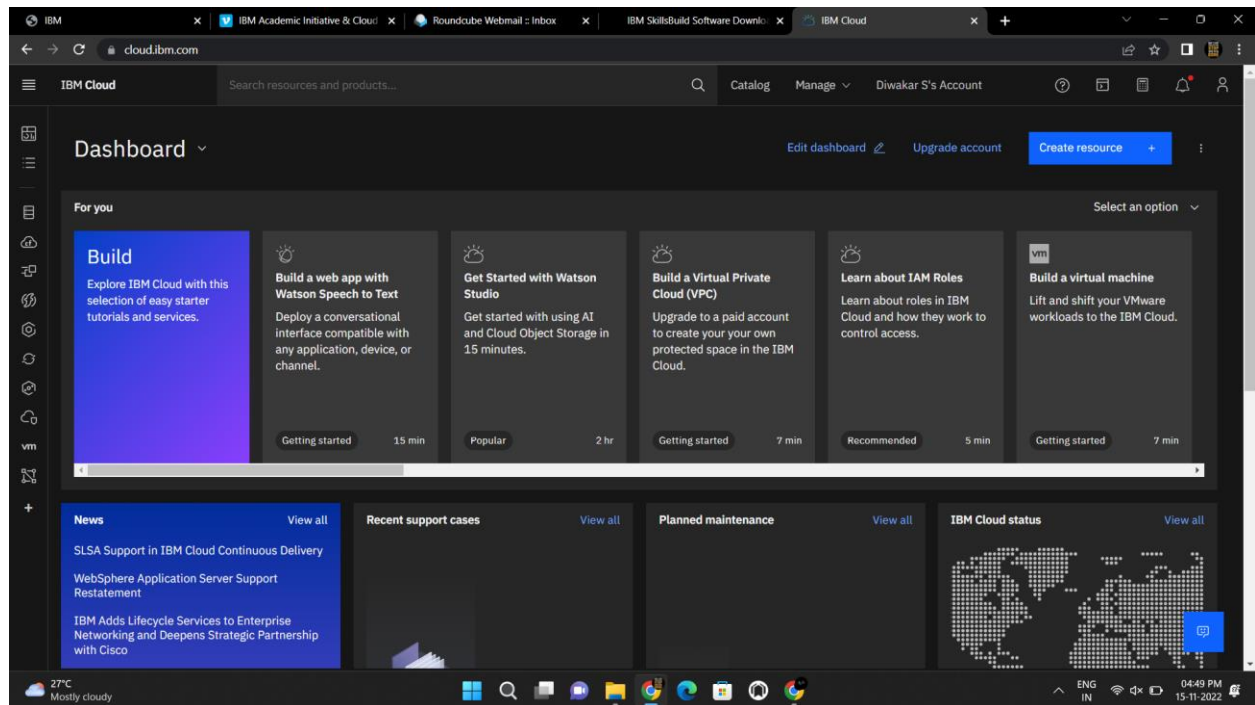 IBM
IBM Academic Initiative & Cloud
Roundcube Webmail :: Inbox
IBM SkillsBuild Software Downlo
IBM Cloud
cloud.ibm.com
IBM Cloud
Search resources and products...
Catalog
Manage
Diwakar S's Account
Dashboard
Edit dashboard
Upgrade account
Create resource +
For you
Select an option
Build
Explore IBM Cloud with this
selection of easy starter
tutorials and services.
Build a web app with
Watson Speech to Text
Deploy a conversational
interface compatible with
any application, device, or
channel.
Getting started
15 min
Get Started with Watson
Studio
Get started with using AI
and Cloud Object Storage in
15 minutes.
Popular
2 hr
Build a Virtual Private
Cloud (VPC)
Upgrade to a paid account
to create your your own
protected space in the IBM
Cloud.
Getting started
7 min
Learn about IAM Roles
Learn about roles in IBM
Cloud and how they work to
control access.
Recommended
5 min
vm
Build a virtual machine
Lift and shift your VMware
workloads to the IBM Cloud.
Getting started
7 min
vm
News
View all
SLSA Support in IBM Cloud Continuous Delivery
WebSphere Application Server Support
Restatement
IBM Adds Lifecycle Services to Enterprise
Networking and Deepens Strategic Partnership
with Cisco
Recent support cases
View all
Planned maintenance
View all
IBM Cloud status
View all
27°C
Mostly cloudy
ENG
IN
04:49 PM
15-11-2022